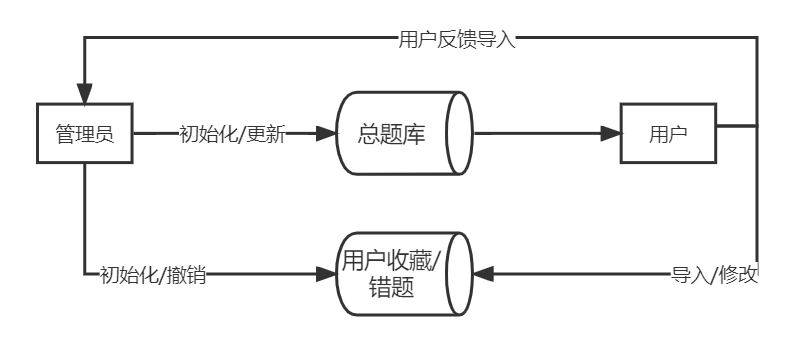 用户反馈导入
管理员
初始化/更新
总题库
用户
初始化/撤销
用户收藏/
错题
导入/修改